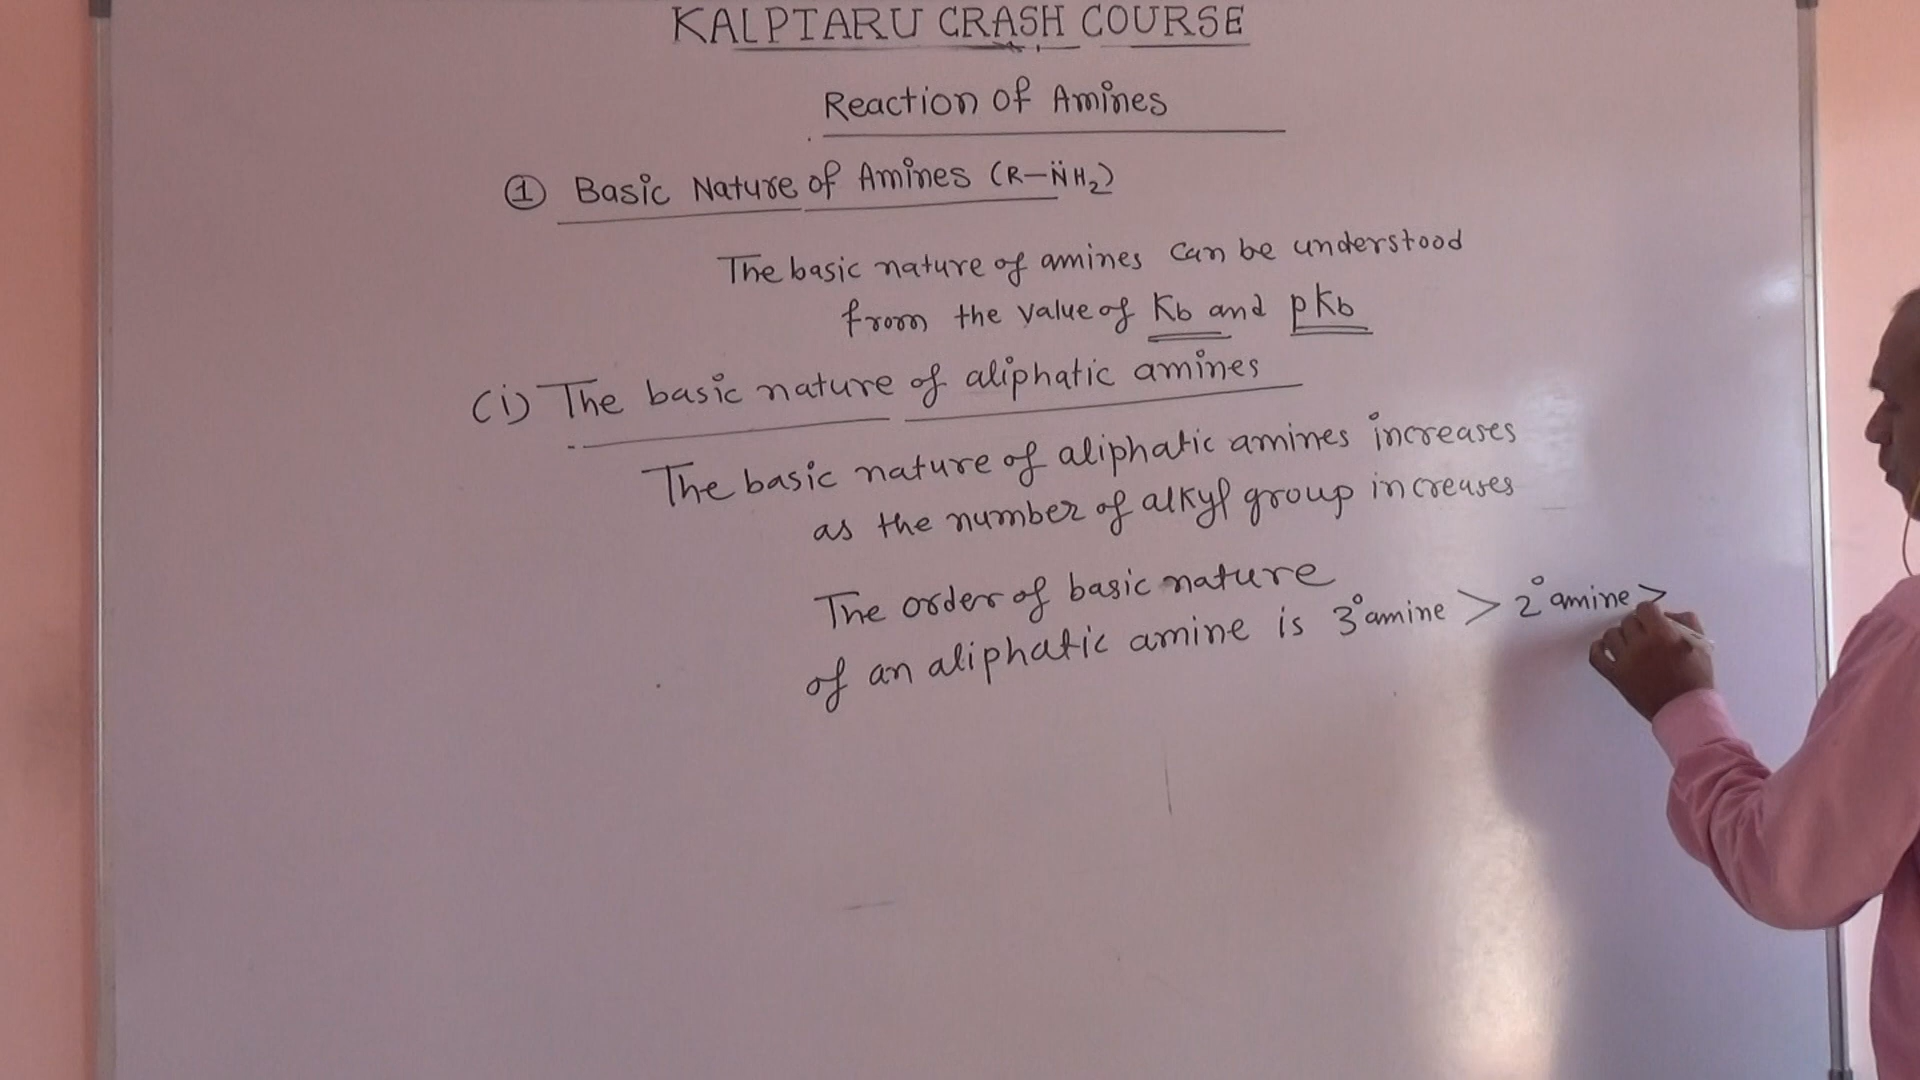 KALPTARU CRASH COURSE
Reaction of Amines
① Basic Nature of Amines (R–N̈H₂)
The basic nature of amines can be understood
from the value of Kb and pKb
(i) The basic nature of aliphatic amines
The basic nature of aliphatic amines increases
as the number of alkyl group increases
The order of basic nature
of an aliphatic amine is 3° amine > 2° amine >